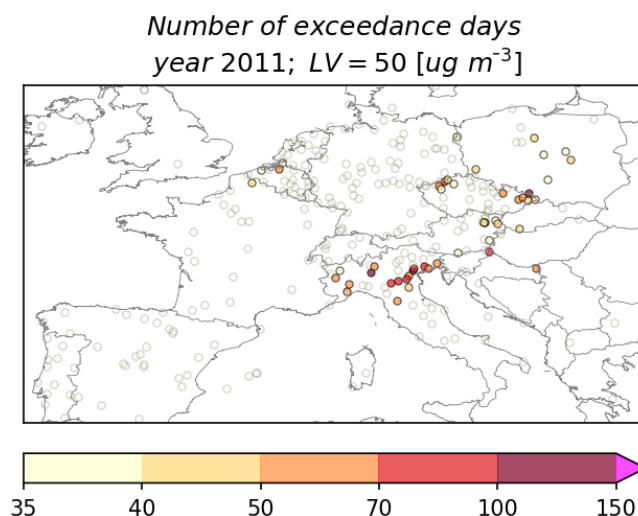 Number of exceedance days
year 2011; LV = 50 [ug m⁻³]
35 40 50 70 100 150